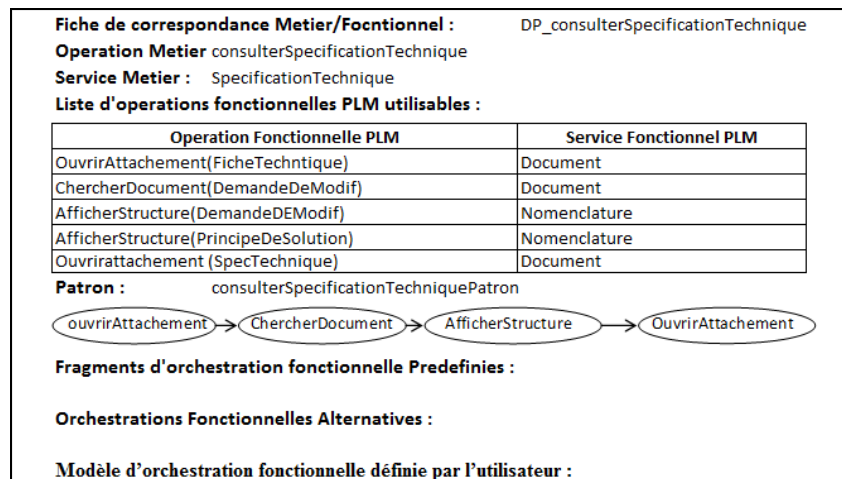 Fiche de correspondance Metier/Focntionnel : DP_consulterSpecificationTechnique
Operation Metier consulterSpecificationTechnique
Service Metier : SpecificationTechnique
Liste d'operations fonctionnelles PLM utilisables :
Operation Fonctionnelle PLM Service Fonctionnel PLM
OuvrirAttachement(FicheTechntique) Document
ChercherDocument(DemandeDeModif) Document
AfficherStructure(DemandeDEModif) Nomenclature
AfficherStructure(PrincipeDeSolution) Nomenclature
Ouvrirattachement (SpecTechnique) Document
Patron : consulterSpecificationTechniquePatron
ouvrirAttachement ChercherDocument AfficherStructure OuvrirAttachement
Fragments d'orchestration fonctionnelle Predefinies :
Orchestrations Fonctionnelles Alternatives :
Modèle d’orchestration fonctionnelle définie par l’utilisateur :